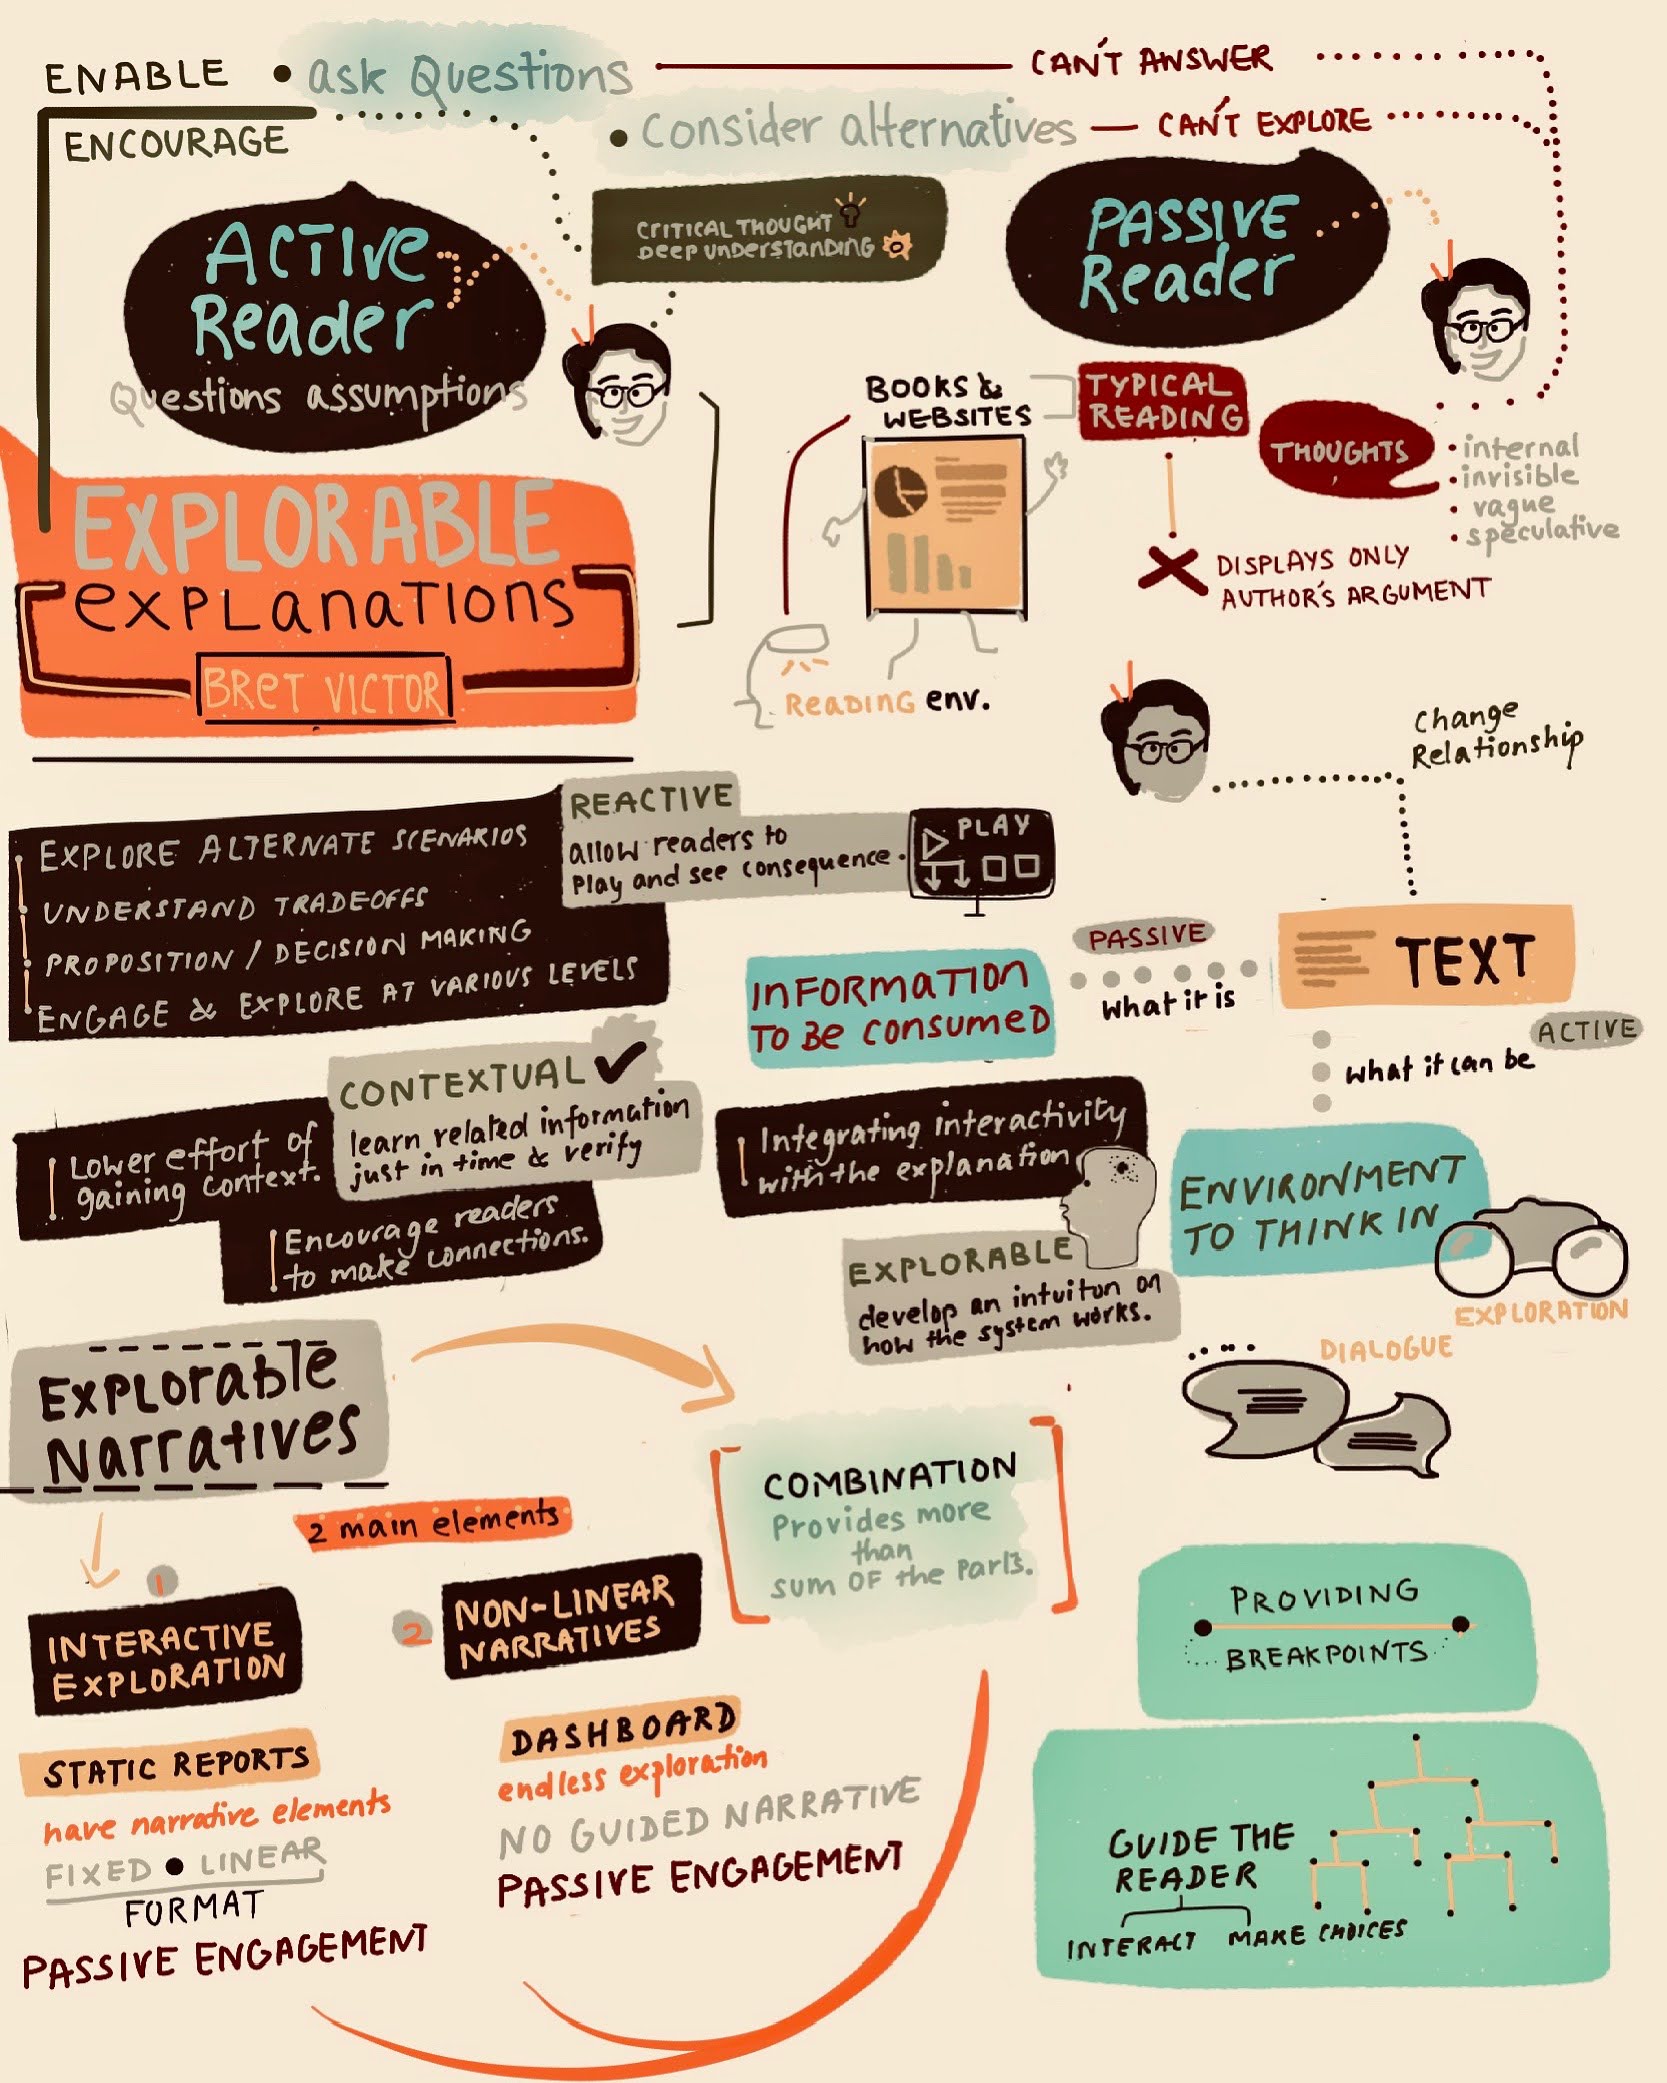 ENABLE
ENCOURAGE
• ask Questions
• Consider alternatives
CAN'T ANSWER
CAN'T EXPLORE
ACTIVE
Reader
Questions assumptions
CRITICAL THOUGHT
DEEP UNDERSTANDING
PASSIVE
Reader
EXPLORABLE
explanations
BRET VICTOR
BOOKS &
WEBSITES
TYPICAL
READING
THOUGHTS
• internal
• invisible
• vague
• speculative
DISPLAYS ONLY
AUTHOR'S ARGUMENT
READING env.
Change
Relationship
• EXPLORE ALTERNATE SCENARIOS
• UNDERSTAND TRADEOFFS
• PROPOSITION / DECISION MAKING
• ENGAGE & EXPLORE AT VARIOUS LEVELS
REACTIVE
allow readers to
Play and see consequence.
PLAY
INFORMATION
TO BE CONSUMED
PASSIVE
what it is
TEXT
ACTIVE
what it can be
CONTEXTUAL
learn related information
just in time & verify
Lower effort of
gaining context.
Encourage readers
to make connections.
Integrating interactivity
with the explanation
EXPLORABLE
develop an intuiton on
how the system works.
ENVIRONMENT
TO THINK IN
EXPLORATION
DIALOGUE
Explorable
Narratives
2 main elements
COMBINATION
Provides more
than
sum OF the Parts.
1
INTERACTIVE
EXPLORATION
2
NON-LINEAR
NARRATIVES
STATIC REPORTS
have narrative elements
FIXED • LINEAR
FORMAT
PASSIVE ENGAGEMENT
DASHBOARD
endless exploration
NO GUIDED NARRATIVE
PASSIVE ENGAGEMENT
PROVIDING
BREAKPOINTS
GUIDE THE
READER
INTERACT MAKE CHOICES